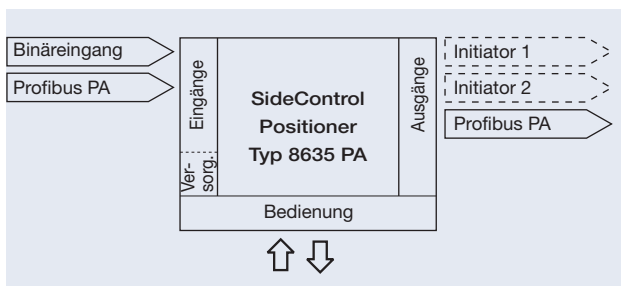 Binäreingang
Profibus PA
Eingänge
Ver-
sorg.
SideControl
Positioner
Typ 8635 PA
Ausgänge
Initiator 1
Initiator 2
Profibus PA
Bedienung